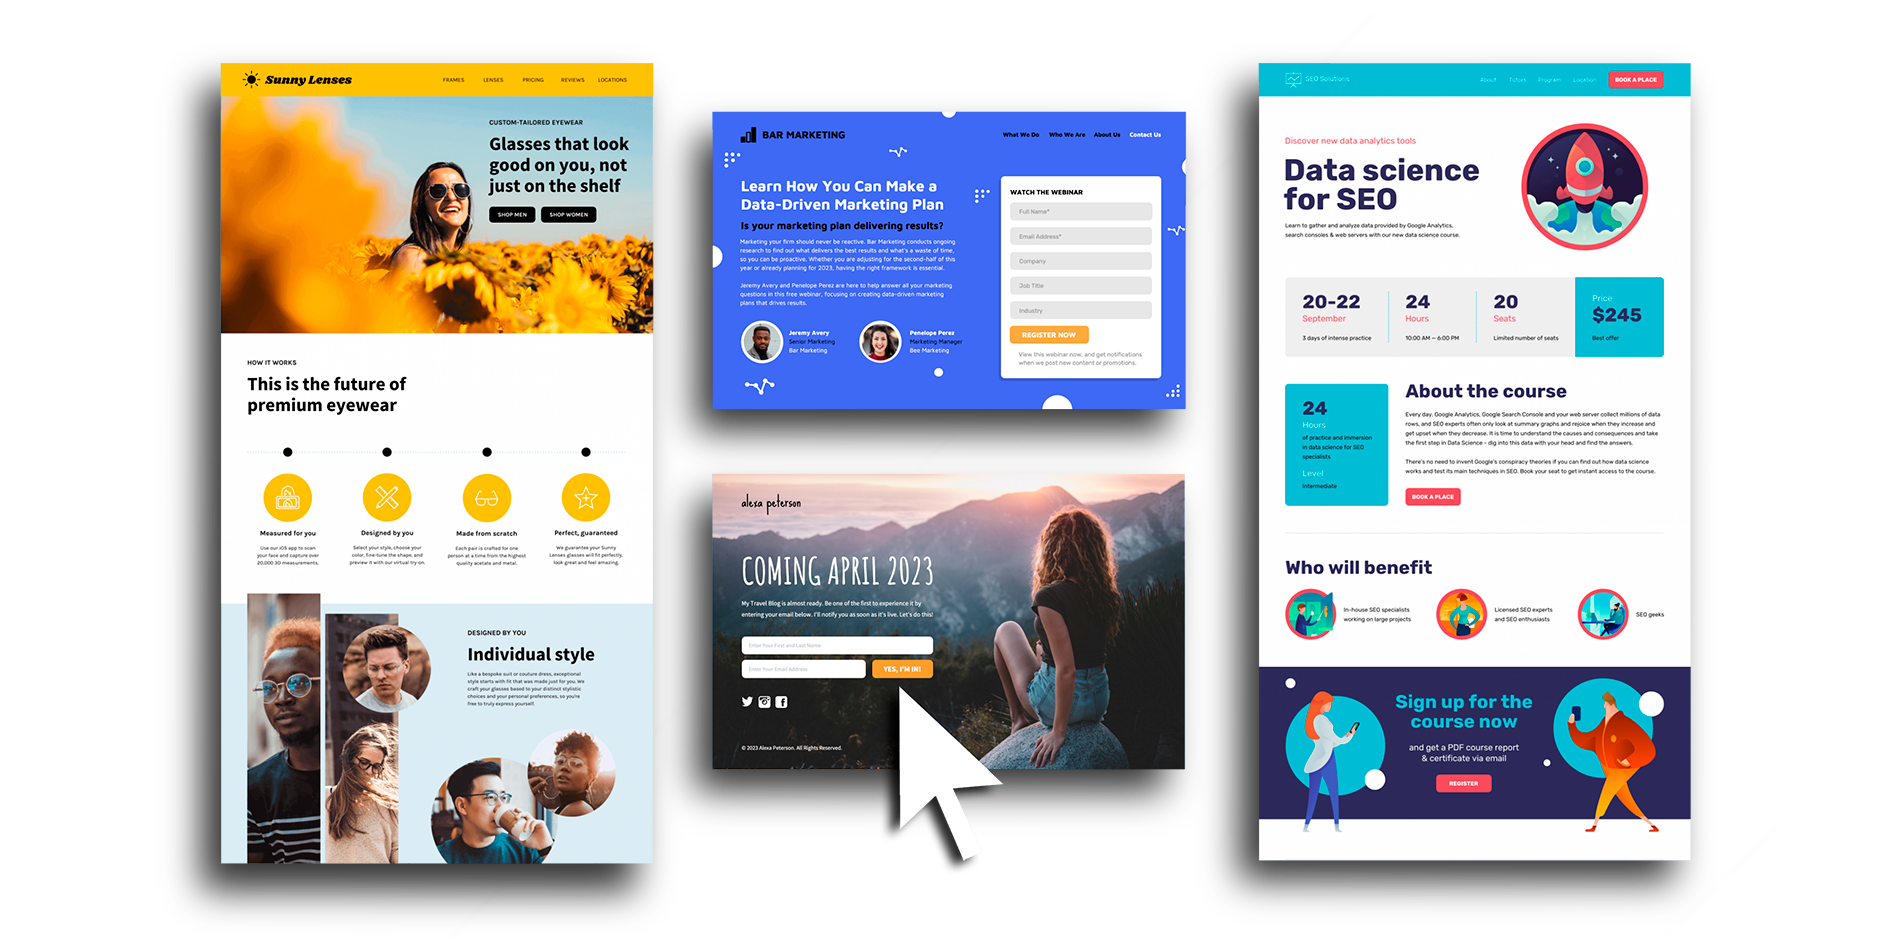 Sunny Lenses
FRAMES LENSES PRICING REVIEWS LOCATIONS
CUSTOM-TAILORED EYEWEAR
Glasses that look
good on you, not
just on the shelf
SHOP MEN SHOP WOMEN
HOW IT WORKS
This is the future of
premium eyewear
Measured for you
Use our iOS app to scan
your face and capture over
20,000 3D measurements.
Designed by you
Select your style, choose your
color, fine-tune the shape, and
preview it with our virtual try-on.
Made from scratch
Each pair is crafted for one
person at a time from the highest
quality acetate and metal.
Perfect, guaranteed
We guarantee your Sunny
Lenses glasses will fit perfectly,
look great and feel amazing.
DESIGNED BY YOU
Individual style
Like a bespoke suit or couture dress, exceptional
style starts with fit that was made just for you. We
craft your glasses based to your distinct stylistic
choices and your personal preferences, so you're
free to truly express yourself.
BAR MARKETING
What We Do Who We Are About Us Contact Us
Learn How You Can Make a
Data-Driven Marketing Plan
Is your marketing plan delivering results?
Marketing your firm should never be reactive. Bar Marketing conducts ongoing
research to find out what delivers the best results and what's a waste of time,
so you can be proactive. Whether you are adjusting for the second-half of this
year or already planning for 2023, having the right framework is essential.
Jeremy Avery and Penelope Perez are here to help answer all your marketing
questions in this free webinar, focusing on creating data-driven marketing
plans that drives results.
Jeremy Avery
Senior Marketing
Bar Marketing
Penelope Perez
Marketing Manager
Bee Marketing
WATCH THE WEBINAR
Full Name*
Email Address*
Company
Job Title
Industry
REGISTER NOW
View this webinar now, and get notifications
when we post new content or promotions.
alexa peterson
COMING APRIL 2023
My Travel Blog is almost ready. Be one of the first to experience it by
entering your email below. I'll notify you as soon as it's live. Let's do this!
Enter Your First and Last Name
Enter Your Email Address
YES, I'M IN!
© 2023 Alexa Peterson. All Rights Reserved.
SEO Solutions
About Tutors Program Location BOOK A PLACE
Discover new data analytics tools
Data science
for SEO
Learn to gather and analyze data provided by Google Analytics,
search consoles & web servers with our new data science course.
20-22
September
3 days of intense practice
24
Hours
10:00 AM – 6:00 PM
20
Seats
Limited number of seats
Price
$245
Best offer
24
Hours
of practice and immersion
in data science for SEO
specialists
Level
Intermediate
About the course
Every day, Google Analytics, Google Search Console and your web server collect millions of data
rows, and SEO experts often only look at summary graphs and rejoice when they increase and
get upset when they decrease. It is time to understand the causes and consequences and take
the first step in Data Science – dig into this data with your head and find the answers.
There's no need to invent Google's conspiracy theories if you can find out how data science
works and test its main techniques in SEO. Book your seat to get instant access to the course.
BOOK A PLACE
Who will benefit
In-house SEO specialists
working on large projects
Licensed SEO experts
and SEO enthusiasts
SEO geeks
Sign up for the
course now
and get a PDF course report
& certificate via email
REGISTER